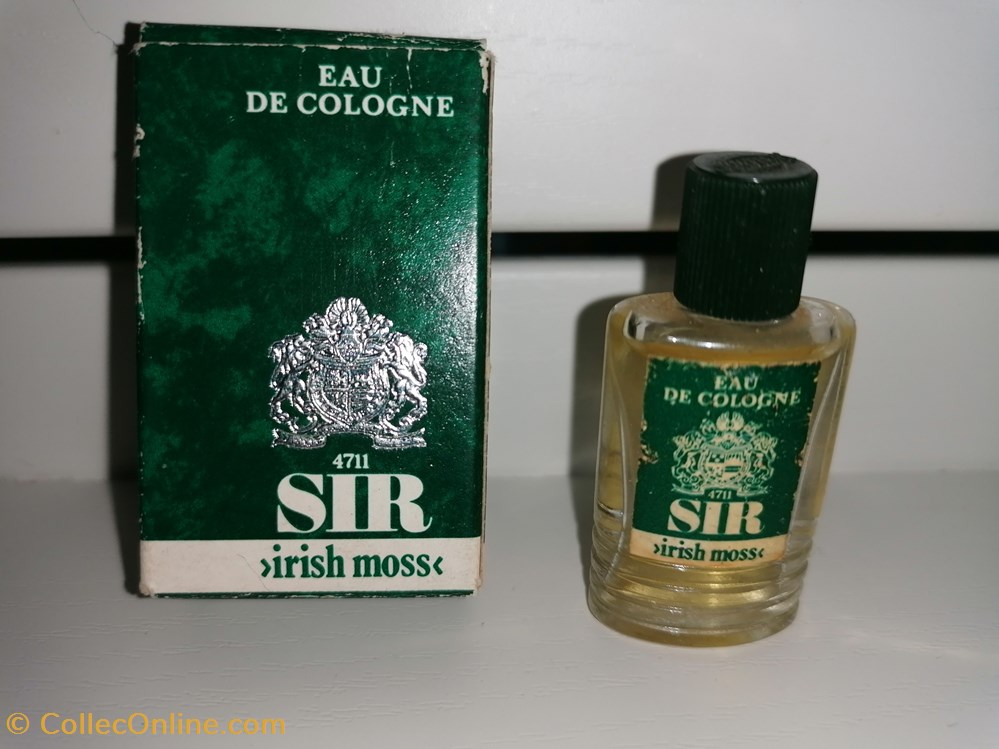 EAU
DE COLOGNE
4711
SIR
›irish moss‹
EAU
DE COLOGNE
4711
SIR
›irish moss‹
© CollecOnline.com